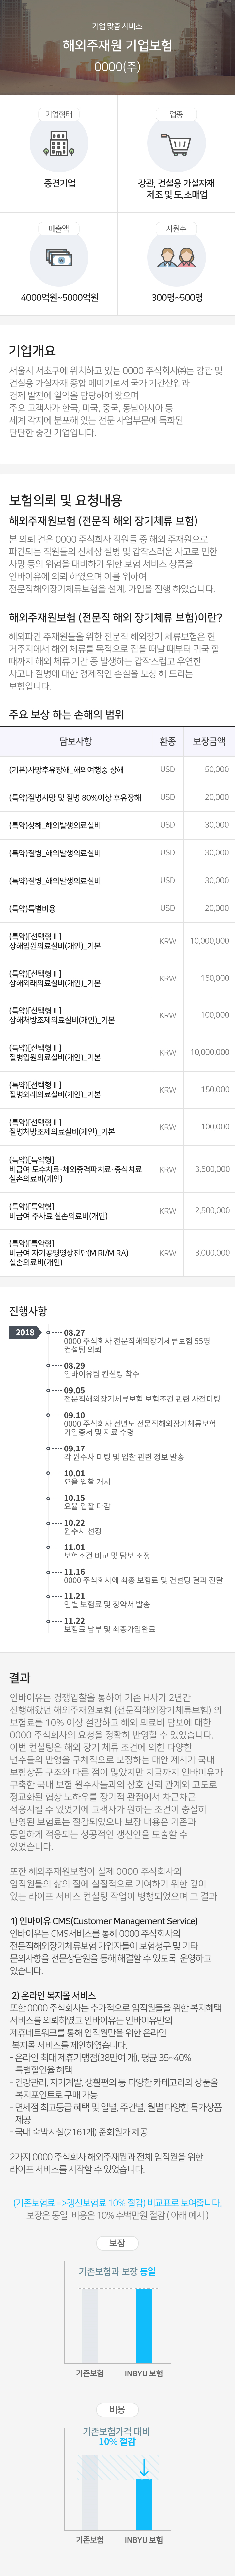 기업 맞춤 서비스
해외주재원 기업보험
0000(주)
기업형태
업종
중견기업
강관, 건설용 가설자재
제조 및 도,소매업
매출액
사원수
4000억원~5000억원
300명~500명
기업개요
서울시 서초구에 위치하고 있는 0000 주식회사㈜는 강관 및
건설용 가설자재 종합 메이커로서 국가 기간산업과
경제 발전에 일익을 담당하여 왔으며
주요 고객사가 한국, 미국, 중국, 동남아시아 등
세계 각지에 분포해 있는 전문 사업부문에 특화된
탄탄한 중견 기업입니다.
보험의뢰 및 요청내용
해외주재원보험 (전문직 해외 장기체류 보험)
본 의뢰 건은 0000 주식회사 직원들 중 해외 주재원으로
파견되는 직원들의 신체상 질병 및 갑작스러운 사고로 인한
사망 등의 위험을 대비하기 위한 보험 서비스 상품을
인바이유에 의뢰 하였으며 이를 위하여
전문직해외장기체류보험을 설계, 가입을 진행 하였습니다.
해외주재원보험 (전문직 해외 장기체류 보험)이란?
해외파견 주재원들을 위한 전문직 해외장기 체류보험은 현
거주지에서 해외 체류를 목적으로 집을 떠날 때부터 귀국 할
때까지 해외 체류 기간 중 발생하는 갑작스럽고 우연한
사고나 질병에 대한 경제적인 손실을 보상 해 드리는
보험입니다.
주요 보상 하는 손해의 범위
담보사항 환종 보장금액
(기본)사망후유장해_해외여행중 상해 USD 50,000
(특약)질병사망 및 질병 80%이상 후유장해 USD 20,000
(특약)상해_해외발생의료실비 USD 30,000
(특약)질병_해외발생의료실비 USD 30,000
(특약)질병_해외발생의료실비 USD 30,000
(특약)특별비용 USD 20,000
(특약)[선택형Ⅱ]
상해입원의료실비(개인)_기본 KRW 10,000,000
(특약)[선택형Ⅱ]
상해외래의료실비(개인)_기본 KRW 150,000
(특약)[선택형Ⅱ]
상해처방조제의료실비(개인)_기본 KRW 100,000
(특약)[선택형Ⅱ]
질병입원의료실비(개인)_기본 KRW 10,000,000
(특약)[선택형Ⅱ]
질병외래의료실비(개인)_기본 KRW 150,000
(특약)[선택형Ⅱ]
질병처방조제의료실비(개인)_기본 KRW 100,000
(특약)[특약형]
비급여 도수치료·체외충격파치료·증식치료 KRW 3,500,000
실손의료비(개인)
(특약)[특약형]
비급여 주사료 실손의료비(개인) KRW 2,500,000
(특약)[특약형]
비급여 자기공명영상진단(M RI/M RA) KRW 3,000,000
실손의료비(개인)
진행사항
2018
08.27
0000 주식회사 전문직해외장기체류보험 55명
컨설팅 의뢰
08.29
인바이유팀 컨설팅 착수
09.05
전문직해외장기체류보험 보험조건 관련 사전미팅
09.10
0000 주식회사 전년도 전문직해외장기체류보험
가입증서 및 자료 수령
09.17
각 원수사 미팅 및 입찰 관련 정보 발송
10.01
요율 입찰 개시
10.15
요율 입찰 마감
10.22
원수사 선정
11.01
보험조건 비교 및 담보 조정
11.16
0000 주식회사에 최종 보험료 및 컨설팅 결과 전달
11.21
인별 보험료 및 청약서 발송
11.22
보험료 납부 및 최종가입완료
결과
인바이유는 경쟁입찰을 통하여 기존 H사가 2년간
진행해왔던 해외주재원보험 (전문직해외장기체류보험) 의
보험료를 10% 이상 절감하고 해외 의료비 담보에 대한
0000 주식회사의 요청을 정확히 반영할 수 있었습니다.
이번 컨설팅은 해외 장기 체류 조건에 의한 다양한
변수들의 반영을 구체적으로 보장하는 대안 제시가 국내
보험상품 구조와 다른 점이 많았지만 지금까지 인바이유가
구축한 국내 보험 원수사들과의 상호 신뢰 관계와 고도로
정교화된 협상 노하우를 장기적 관점에서 차근차근
적용시킬 수 있었기에 고객사가 원하는 조건이 충실히
반영된 보험료는 절감되었으나 보장 내용은 기존과
동일하게 적용되는 성공적인 갱신안을 도출할 수
있었습니다.
또한 해외주재원보험이 실제 0000 주식회사와
임직원들의 삶의 질에 실질적으로 기여하기 위한 깊이
있는 라이프 서비스 컨설팅 작업이 병행되었으며 그 결과
1) 인바이유 CMS(Customer Management Service)
인바이유는 CMS서비스를 통해 0000 주식회사의
전문직해외장기체류보험 가입자들이 보험청구 및 기타
문의사항을 전문상담원을 통해 해결할 수 있도록 운영하고
있습니다.
2) 온라인 복지몰 서비스
또한 0000 주식회사는 추가적으로 임직원들을 위한 복지혜택
서비스를 의뢰하였고 인바이유는 인바이유만의
제휴네트워크를 통해 임직원만을 위한 온라인
복지몰 서비스를 제안하였습니다.
- 온라인 최대 제휴가맹점(38만여 개), 평균 35~40%
특별할인율 혜택
- 건강관리, 자기계발, 생활편의 등 다양한 카테고리의 상품을
복지포인트로 구매 가능
- 면세점 최고등급 혜택 및 일별, 주간별, 월별 다양한 특가상품
제공
- 국내 숙박시설(2161개) 준회원가 제공
2가지 0000 주식회사 해외주재원과 전체 임직원을 위한
라이프 서비스를 시작할 수 있었습니다.
(기존보험료 =>갱신보험료 10% 절감) 비교표로 보여줍니다.
보장은 동일 비용은 10% 수백만원 절감 ( 아래 예시 )
보장
기존보험과 보장 동일
기존보험 INBYU 보험
비용
기존보험가격 대비
10% 절감
기존보험 INBYU 보험